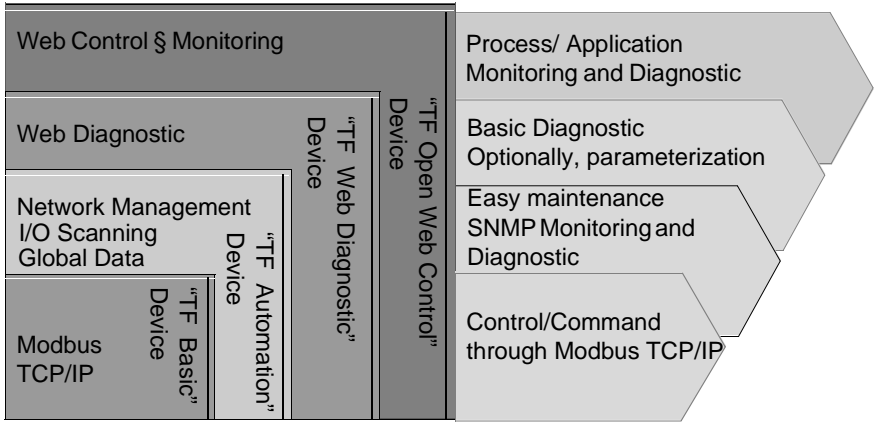 Web Control § Monitoring
Web Diagnostic
Network Management
I/O Scanning
Global Data
Modbus
TCP/IP
“TF Basic”
Device
“TF Automation”
Device
“TF Web Diagnostic”
Device
“TF Open Web Control”
Device
Process/ Application
Monitoring and Diagnostic
Basic Diagnostic
Optionally, parameterization
Easy maintenance
SNMP Monitoring and
Diagnostic
Control/Command
through Modbus TCP/IP